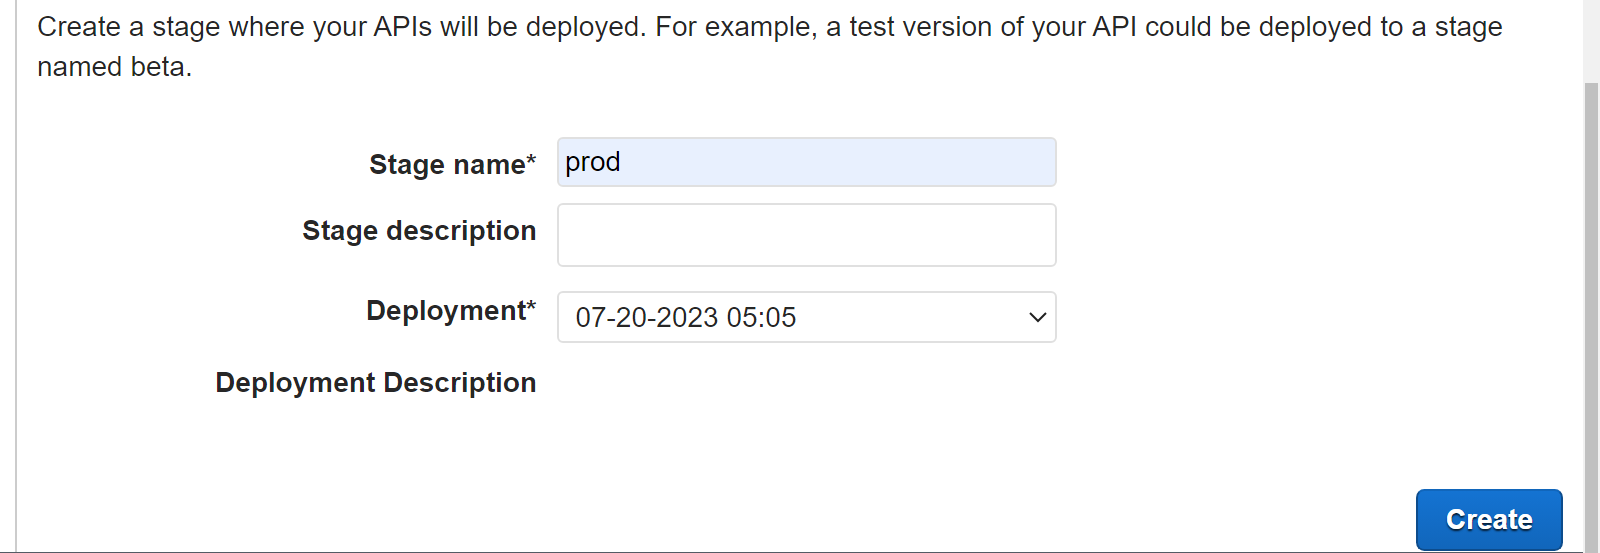 Create a stage where your APIs will be deployed. For example, a test version of your API could be deployed to a stage
named beta.
Stage name* prod
Stage description
Deployment* 07-20-2023 05:05
Deployment Description
Create